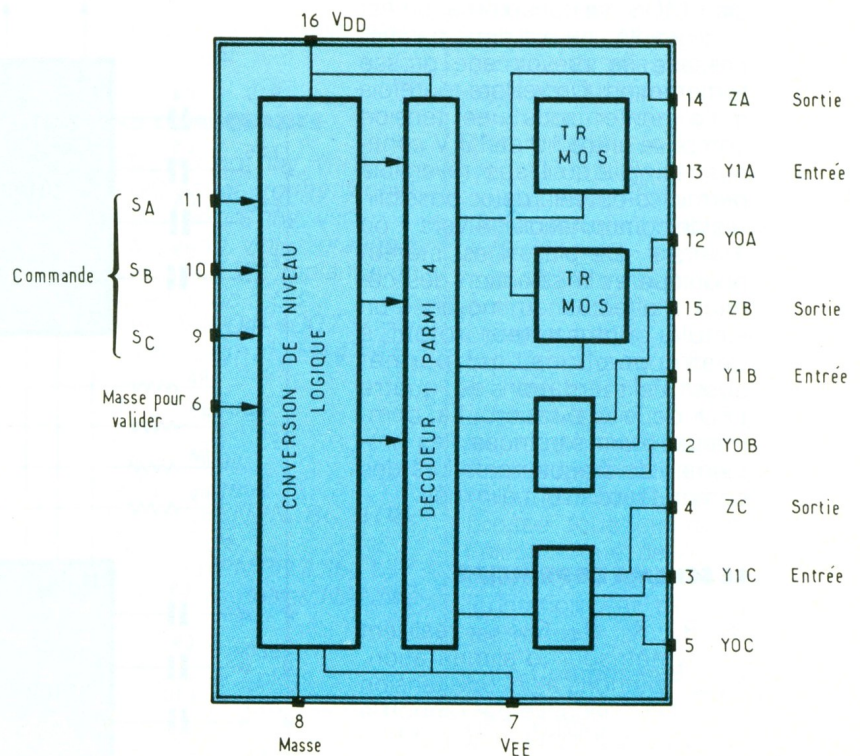 16 VDD
14 ZA Sortie
TR
MOS
13 Y1A Entrée
SA 11
12 Y0A
Commande
SB 10
TR
MOS
15 ZB Sortie
SC 9
1 Y1B Entrée
Masse pour
valider 6
2 Y0B
CONVERSION DE NIVEAU
LOGIQUE
DECODEUR 1 PARMI 4
4 ZC Sortie
3 Y1C Entrée
5 Y0C
8
Masse
7
VEE